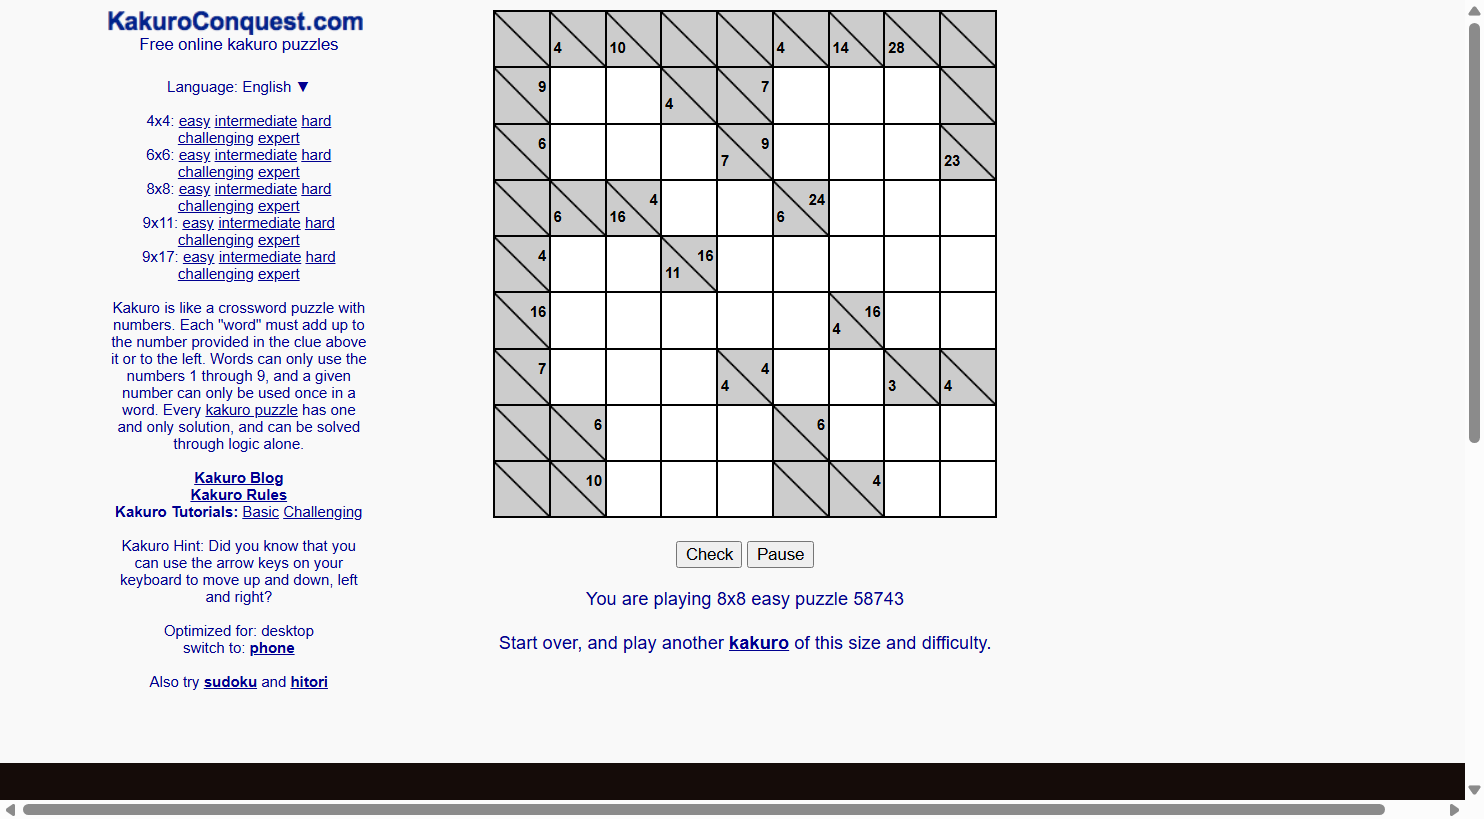 KakuroConquest.com
Free online kakuro puzzles
Language: English ▼
4x4: easy intermediate hard
challenging expert
6x6: easy intermediate hard
challenging expert
8x8: easy intermediate hard
challenging expert
9x11: easy intermediate hard
challenging expert
9x17: easy intermediate hard
challenging expert
Kakuro is like a crossword puzzle with
numbers. Each "word" must add up to
the number provided in the clue above
it or to the left. Words can only use the
numbers 1 through 9, and a given
number can only be used once in a
word. Every kakuro puzzle has one
and only solution, and can be solved
through logic alone.
Kakuro Blog
Kakuro Rules
Kakuro Tutorials: Basic Challenging
Kakuro Hint: Did you know that you
can use the arrow keys on your
keyboard to move up and down, left
and right?
Optimized for: desktop
switch to: phone
Also try sudoku and hitori
4 10 4 14 28
9 4 7
6 7 9 23
6 16 4 6 24
4 11 16
16 4 16
7 4 4 3 4
6 6
10 4
Check Pause
You are playing 8x8 easy puzzle 58743
Start over, and play another kakuro of this size and difficulty.